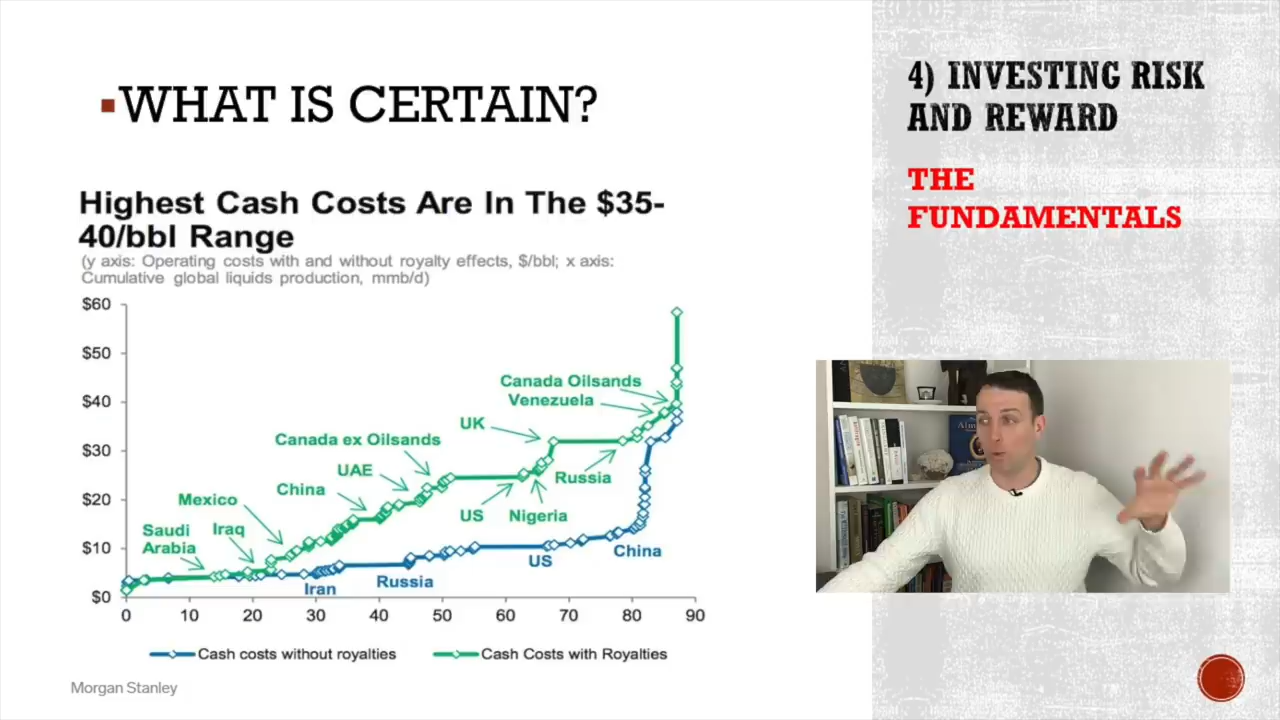 ▪WHAT IS CERTAIN?
Highest Cash Costs Are In The $35-
40/bbl Range
(y axis: Operating costs with and without royalty effects, $/bbl; x axis:
Cumulative global liquids production, mmb/d)
$60
$50
$40
$30
$20
$10
$0
0 10 20 30 40 50 60 70 80 90
Canada Oilsands
Venezuela
UK
Canada ex Oilsands
UAE
Russia
China
Mexico
US
Nigeria
Saudi
Arabia
Iraq
China
US
Iran
Russia
Cash costs without royalties
Cash Costs with Royalties
Morgan Stanley
4) INVESTING RISK
AND REWARD
THE
FUNDAMENTALS